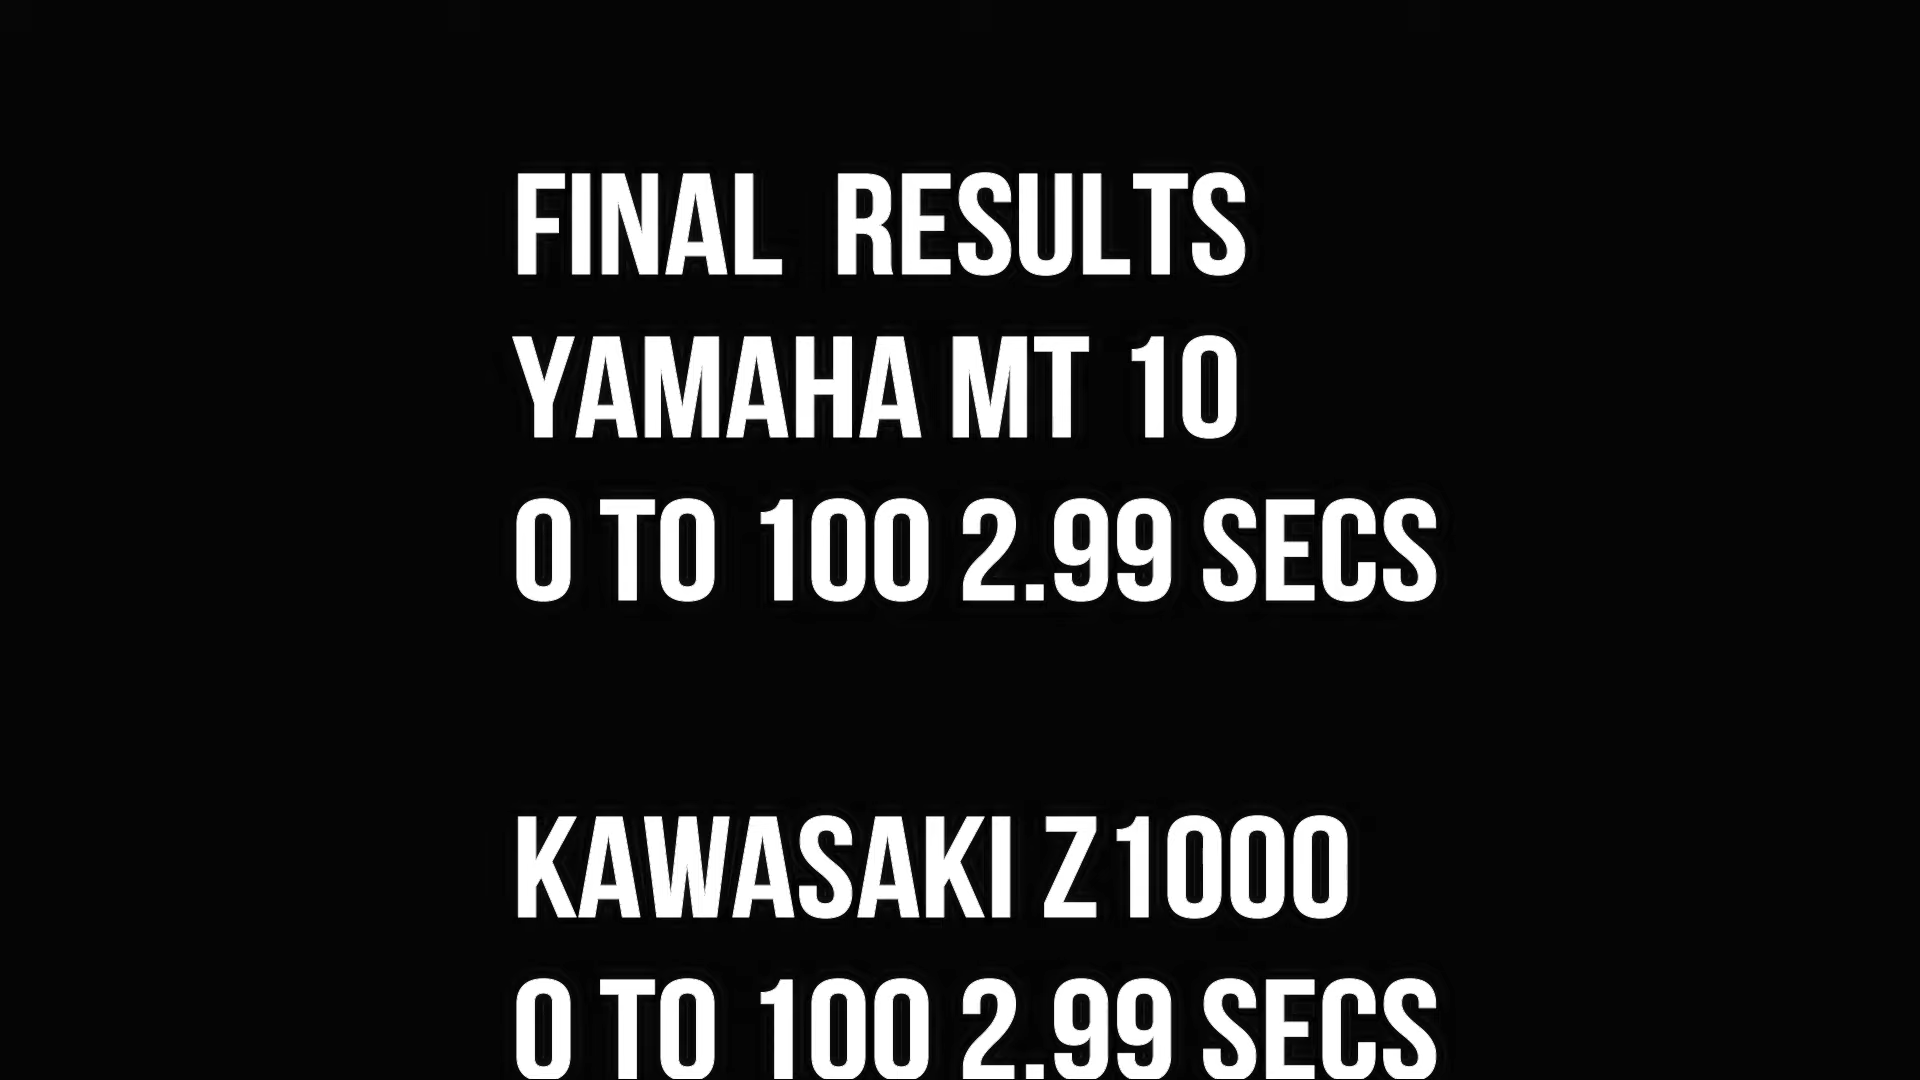 FINAL RESULTS
YAMAHA MT 10
0 TO 100 2.99 SECS
KAWASAKI Z1000
0 TO 100 2.99 SECS